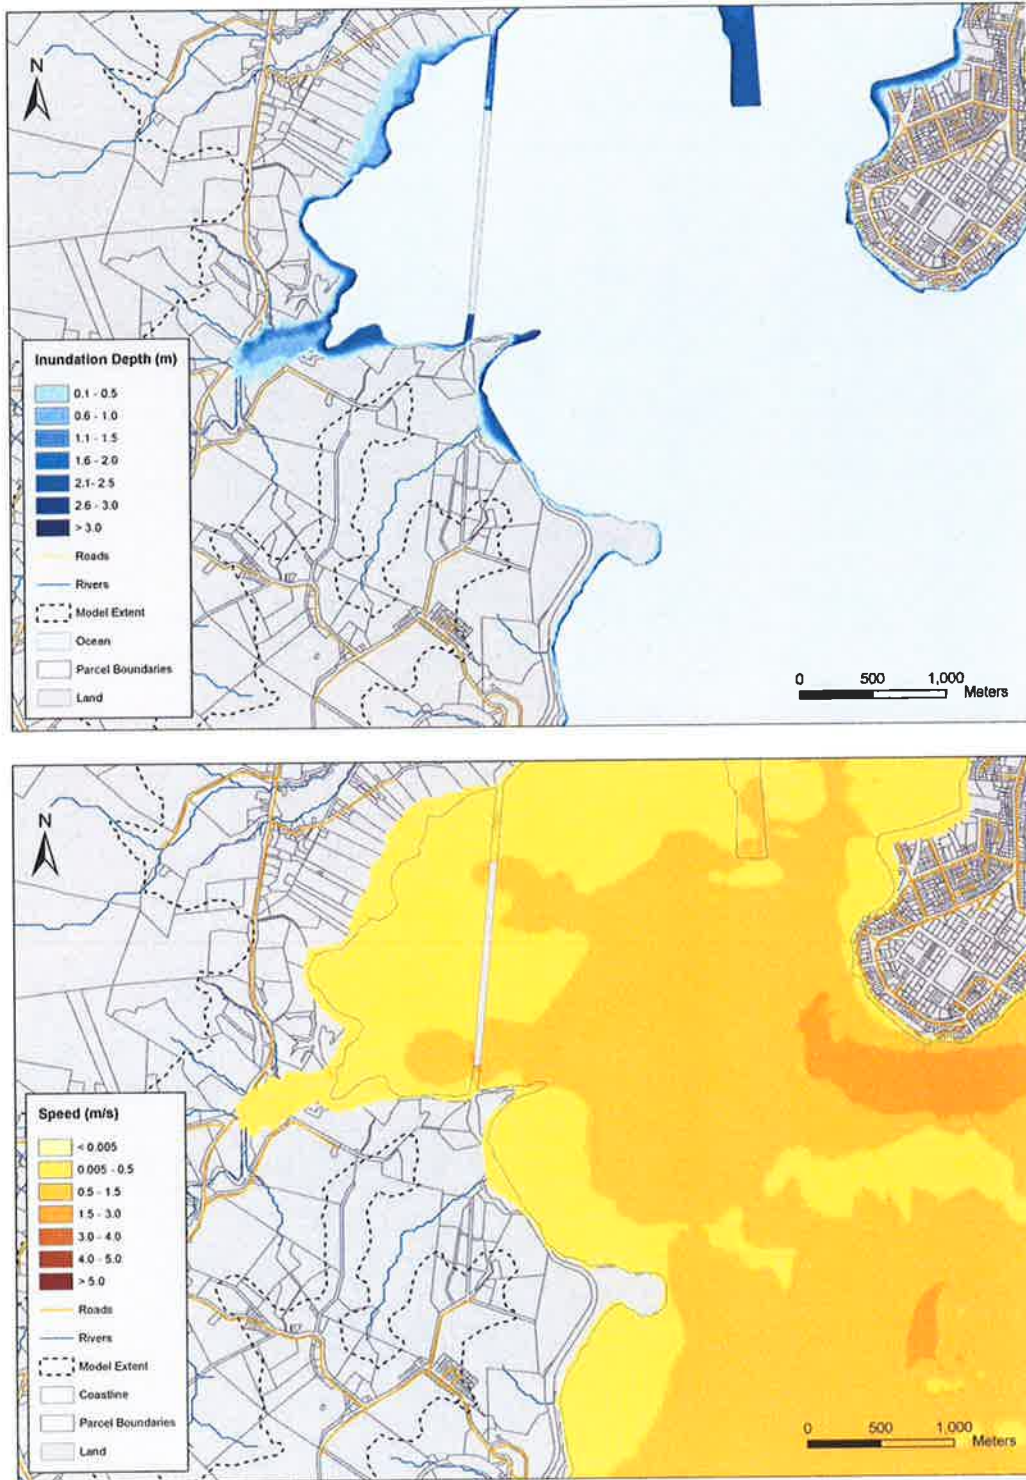 N
Inundation Depth (m)
0.1 - 0.5
0.6 - 1.0
1.1 - 1.5
1.6 - 2.0
2.1- 2.5
2.6 - 3.0
> 3.0
Roads
Rivers
Model Extent
Ocean
Parcel Boundaries
Land
0 500 1,000
Meters
N
Speed (m/s)
< 0.005
0.005 - 0.5
0.5 - 1.5
1.5 - 3.0
3.0 - 4.0
4.0 - 5.0
> 5.0
Roads
Rivers
Model Extent
Coastline
Parcel Boundaries
Land
0 500 1,000
Meters